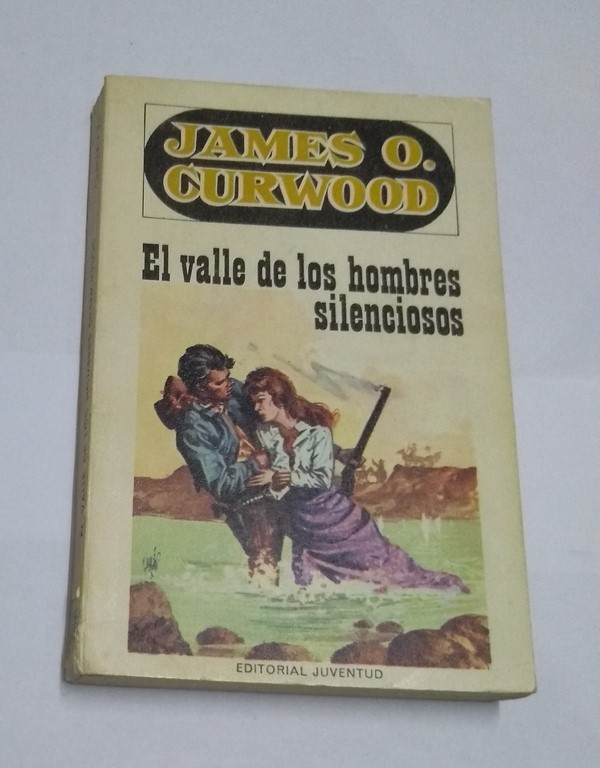 JAMES O.
CURWOOD
El valle de los hombres
silenciosos
EDITORIAL JUVENTUD